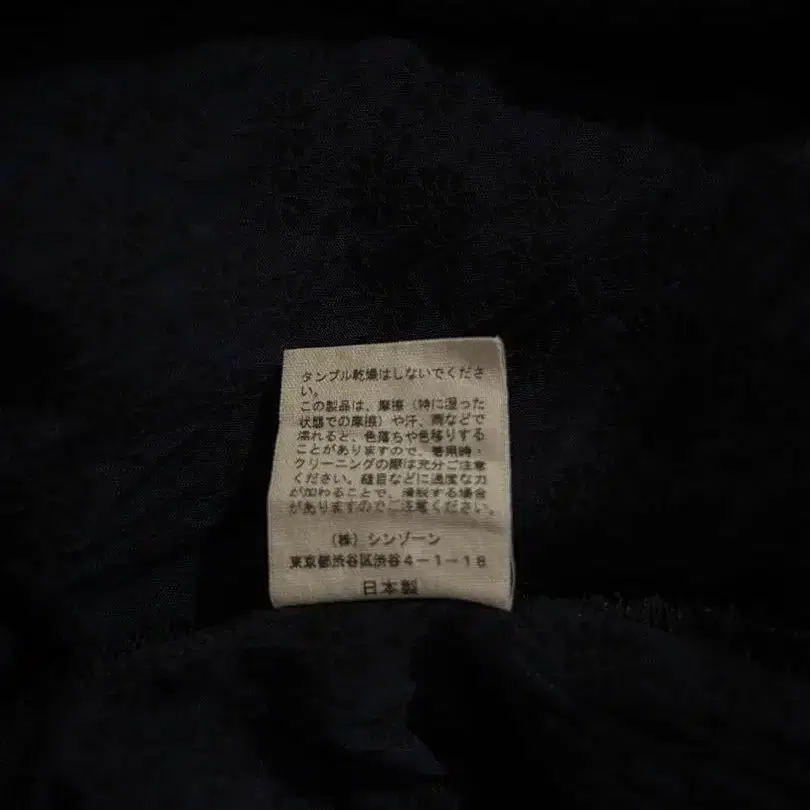 タンブル乾燥はしないでくださ
い。
この製品は、摩擦（特に湿った
状態での摩擦）や汗、雨などで
濡れると、色落ちや色移りする
ことがありますので、着用時・
クリーニングの際は充分ご注意
ください。縫目などに過度な力
が加わることで、滑脱する場合
がありますのでご注意ください。
（株）シンゾーン
東京都渋谷区渋谷４－１－１８
日本製